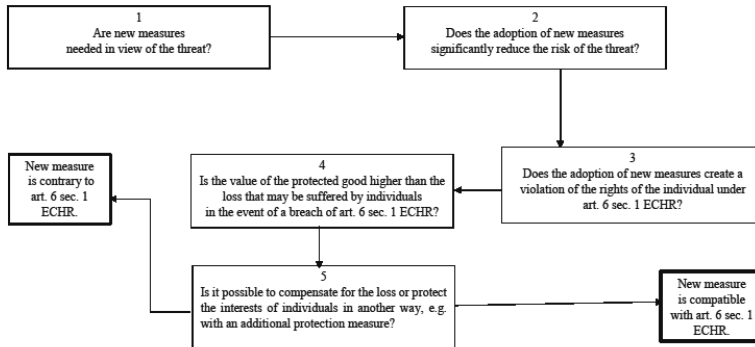 1
Are new measures
needed in view of the threat?
2
Does the adoption of new measures
significantly reduce the risk of the threat?
3
Does the adoption of new measures create a
violation of the rights of the individual under
art. 6 sec. 1 ECHR?
4
Is the value of the protected good higher than the
loss that may be suffered by individuals
in the event of a breach of art. 6 sec. 1 ECHR?
New measure
is contrary to
art. 6 sec. 1
ECHR.
5
Is it possible to compensate for the loss or protect
the interests of individuals in another way, e.g.
with an additional protection measure?
New measure
is compatible
with art. 6 sec. 1
ECHR.